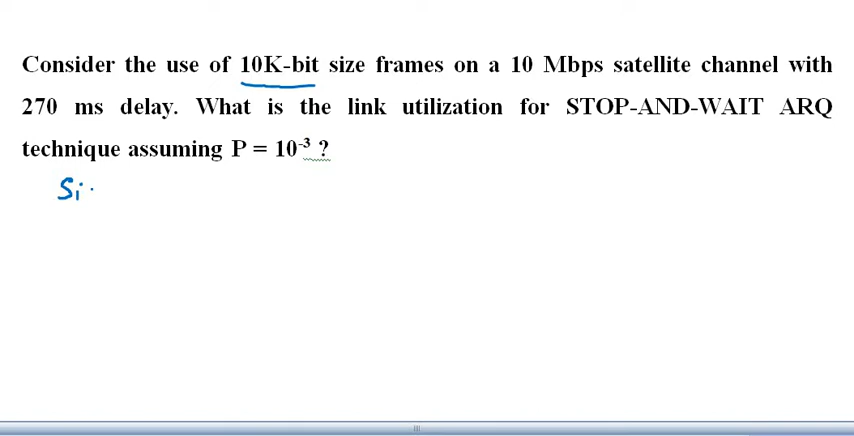 Consider the use of 10K-bit size frames on a 10 Mbps satellite channel with
270 ms delay. What is the link utilization for STOP-AND-WAIT ARQ
technique assuming P = 10⁻³ ?
Si